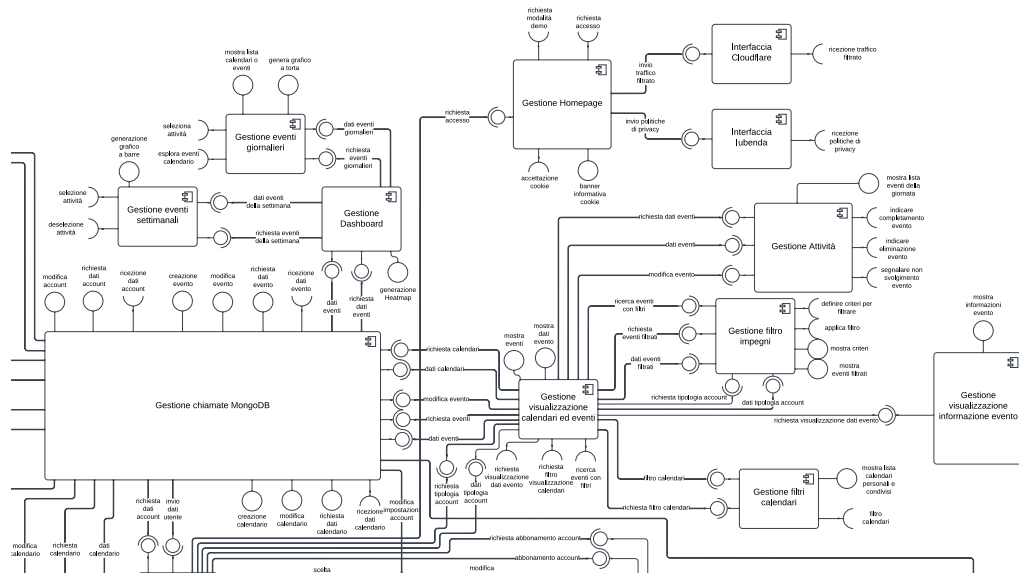 richiesta
modalità
demo
richiesta
accesso
Interfaccia
Cloudflare
ricezione traffico
filtrato
invio
traffico
filtrato
Gestione Homepage
richiesta
accesso
invio politiche
di privacy
Interfaccia
Iubenda
ricezione
politiche di
privacy
accettazione
cookie
banner
informativa
cookie
mostra lista
calendari o
eventi
genera grafico
a torta
seleziona
attività
esplora eventi
calendario
Gestione eventi
giornalieri
dati eventi
giornalieri
richiesta
eventi
giornalieri
generazione
grafico
a barre
selezione
attività
deselezione
attività
Gestione eventi
settimanali
dati eventi
della settimana
richiesta eventi
della settimana
Gestione
Dashboard
generazione
Heatmap
dati
eventi
richiesta
dati
eventi
mostra lista
eventi della
giornata
richiesta dati eventi
dati eventi
modifica evento
Gestione Attività
indicare
completamento
evento
indicare
eliminazione
evento
segnalare non
svolgimento
evento
modifica
account
richiesta
dati
account
ricezione
dati
account
creazione
evento
modifica
evento
richiesta
dati
evento
ricezione
dati
evento
Gestione chiamate MongoDB
richiesta calendari
dati calendari
modifica evento
richiesta eventi
dati eventi
mostra
eventi
mostra
dati
evento
Gestione
visualizzazione
calendari ed eventi
ricerca eventi
con filtri
richiesta
eventi filtrati
dati eventi
filtrati
Gestione filtro
impegni
definire criteri per
filtrare
applica filtro
mostra criteri
mostra
eventi filtrati
richiesta tipologia account
dati tipologia account
richiesta visualizzazione dati evento
mostra
informazioni
evento
Gestione
visualizzazione
informazione evento
richiesta
visualizzazione
dati evento
richiesta
filtro
visualizzazione
calendari
ricerca
eventi con
filtri
richiesta
tipologia
account
dati
tipologia
account
filtro calendari
richiesta filtro calendari
Gestione filtri
calendari
mostra lista
calendari
personali e
condivisi
filtro
calendari
modifica
calendario
richiesta
calendario
dati
calendario
richiesta
dati
account
invio
dati
utente
creazione
calendario
modifica
calendario
richiesta
dati
calendario
ricezione
dati
calendario
modifica
impostazioni
account
richiesta abbonamento account
abbonamento account
scelta
modifica